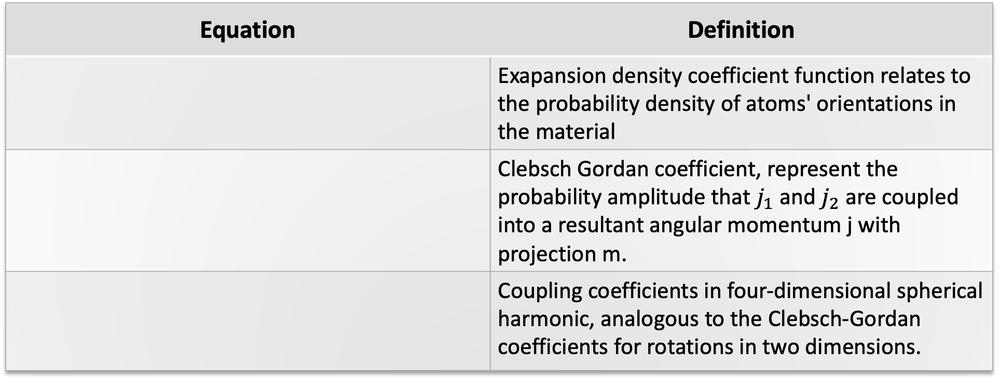 Equation
Definition
Exapansion density coefficient function relates to
the probability density of atoms' orientations in
the material
Clebsch Gordan coefficient, represent the
probability amplitude that j₁ and j₂ are coupled
into a resultant angular momentum j with
projection m.
Coupling coefficients in four-dimensional spherical
harmonic, analogous to the Clebsch-Gordan
coefficients for rotations in two dimensions.